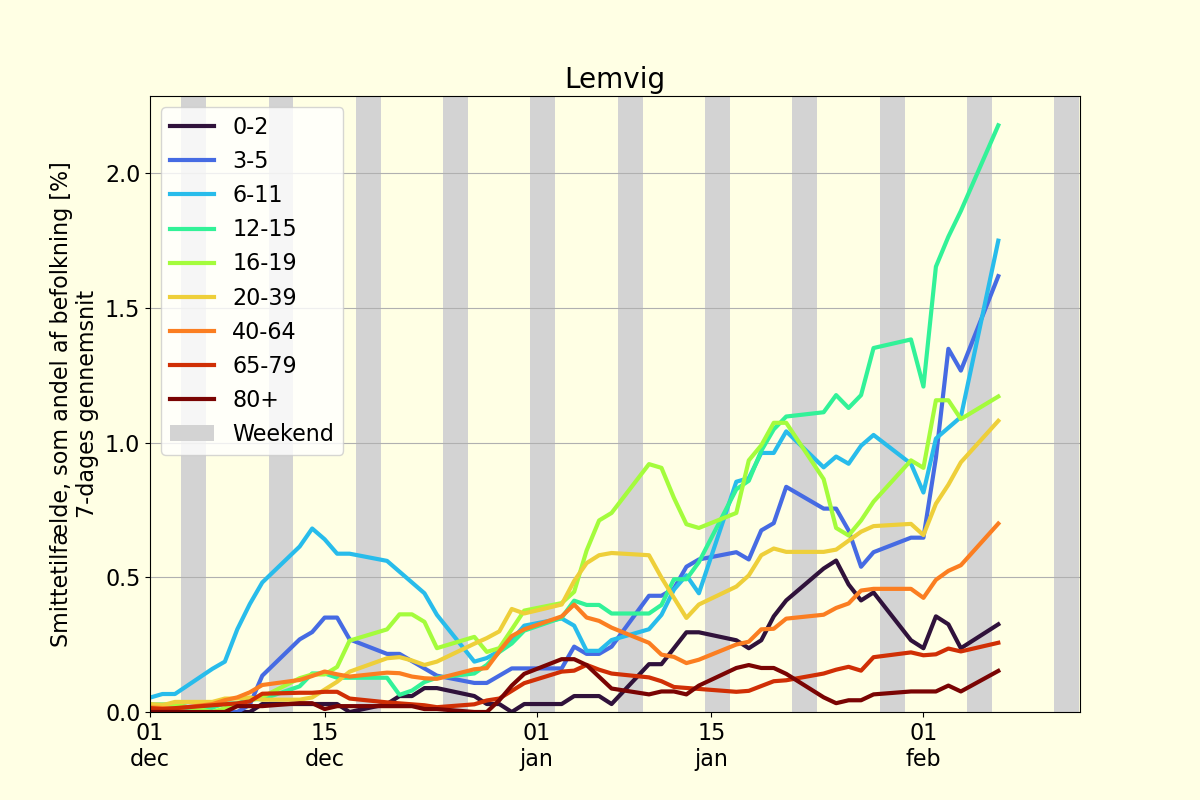 Lemvig
Smittetilfælde, som andel af befolkning [%]
7-dages gennemsnit
2.0
1.5
1.0
0.5
0.0
0-2
3-5
6-11
12-15
16-19
20-39
40-64
65-79
80+
Weekend
01 15 01 15 01
dec dec jan jan feb